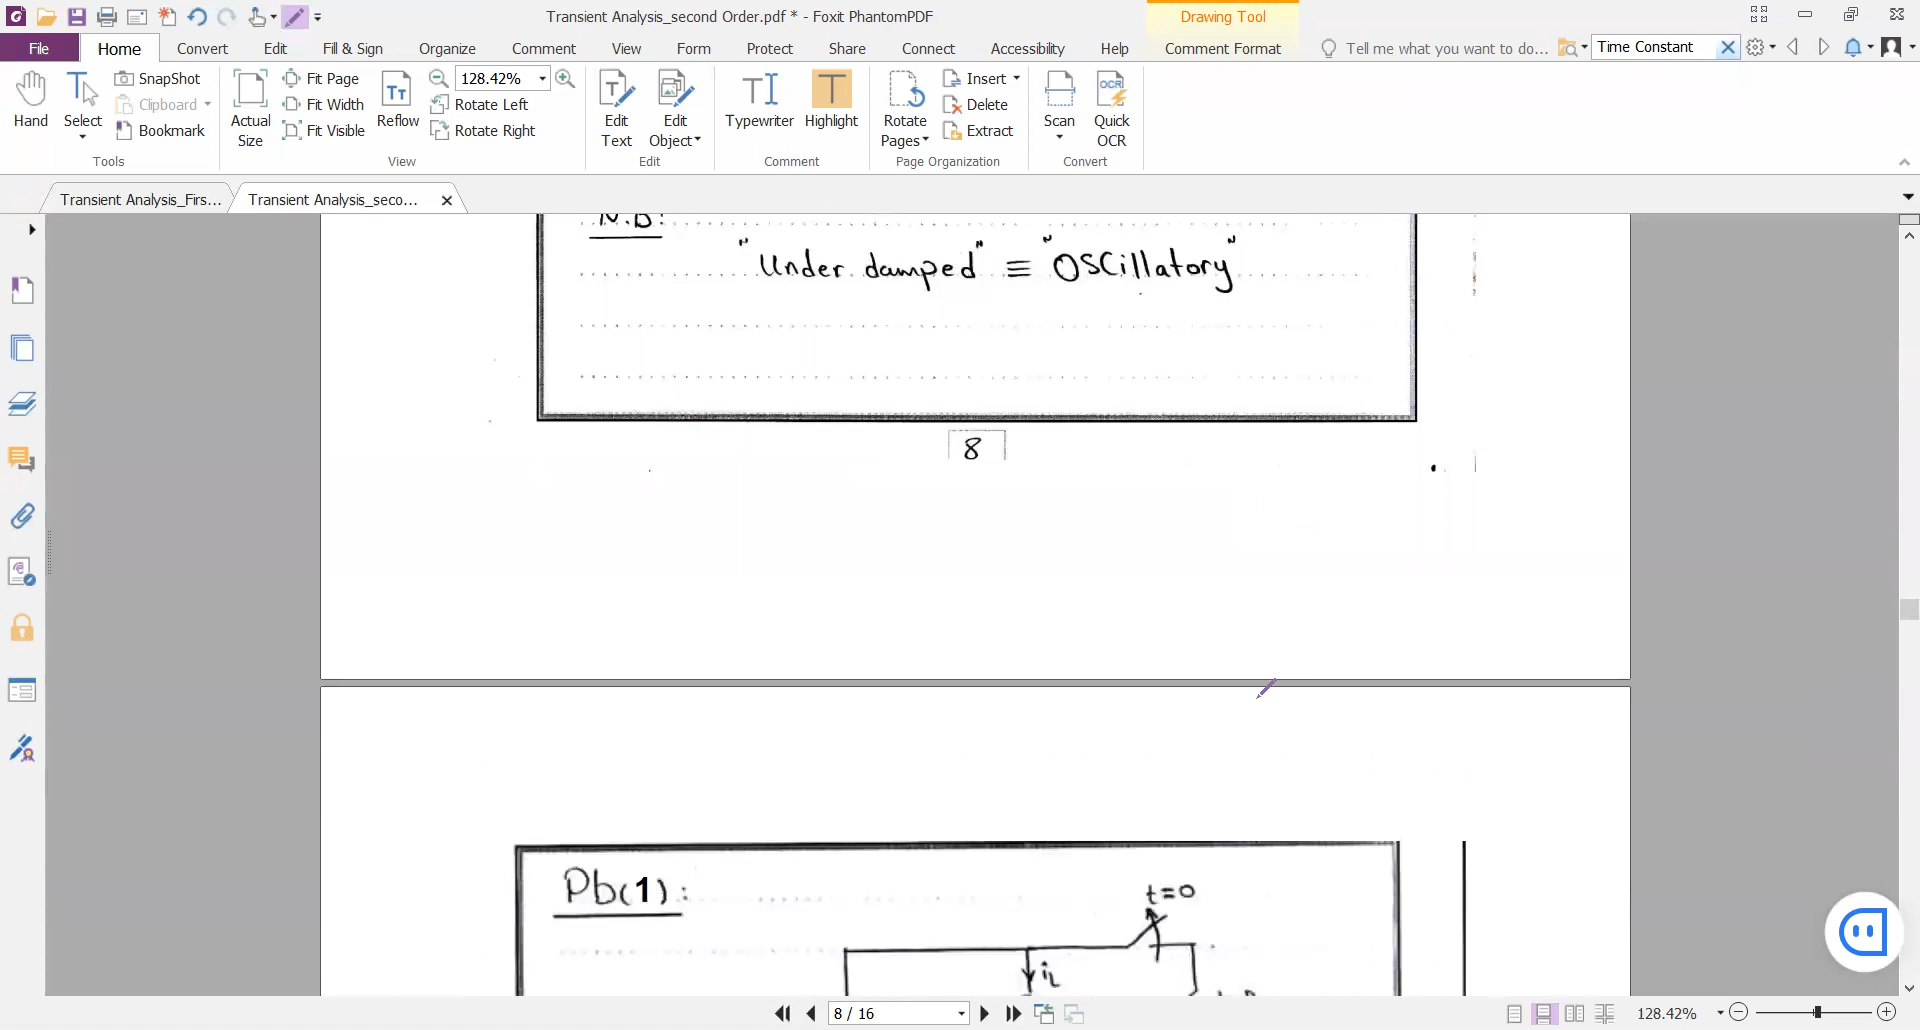 Transient Analysis_second Order.pdf * - Foxit PhantomPDF
Drawing Tool
File Home Convert Edit Fill & Sign Organize Comment View Form Protect Share Connect Accessibility Help Comment Format Tell me what you want to do... Time Constant
Hand
Select
SnapShot
Clipboard
Bookmark
Tools
Actual Size
Fit Page
Fit Width
Fit Visible
Reflow
128.42%
Rotate Left
Rotate Right
View
Edit Text
Edit Object
Edit
Typewriter
Highlight
Comment
Rotate Pages
Insert
Delete
Extract
Page Organization
Scan
Quick OCR
Convert
Transient Analysis_Firs...
Transient Analysis_seco...
N.B:
"Under damped" ≡ "OSCillatory"
8
Pb(1):
t=0
iL
8 / 16
128.42%